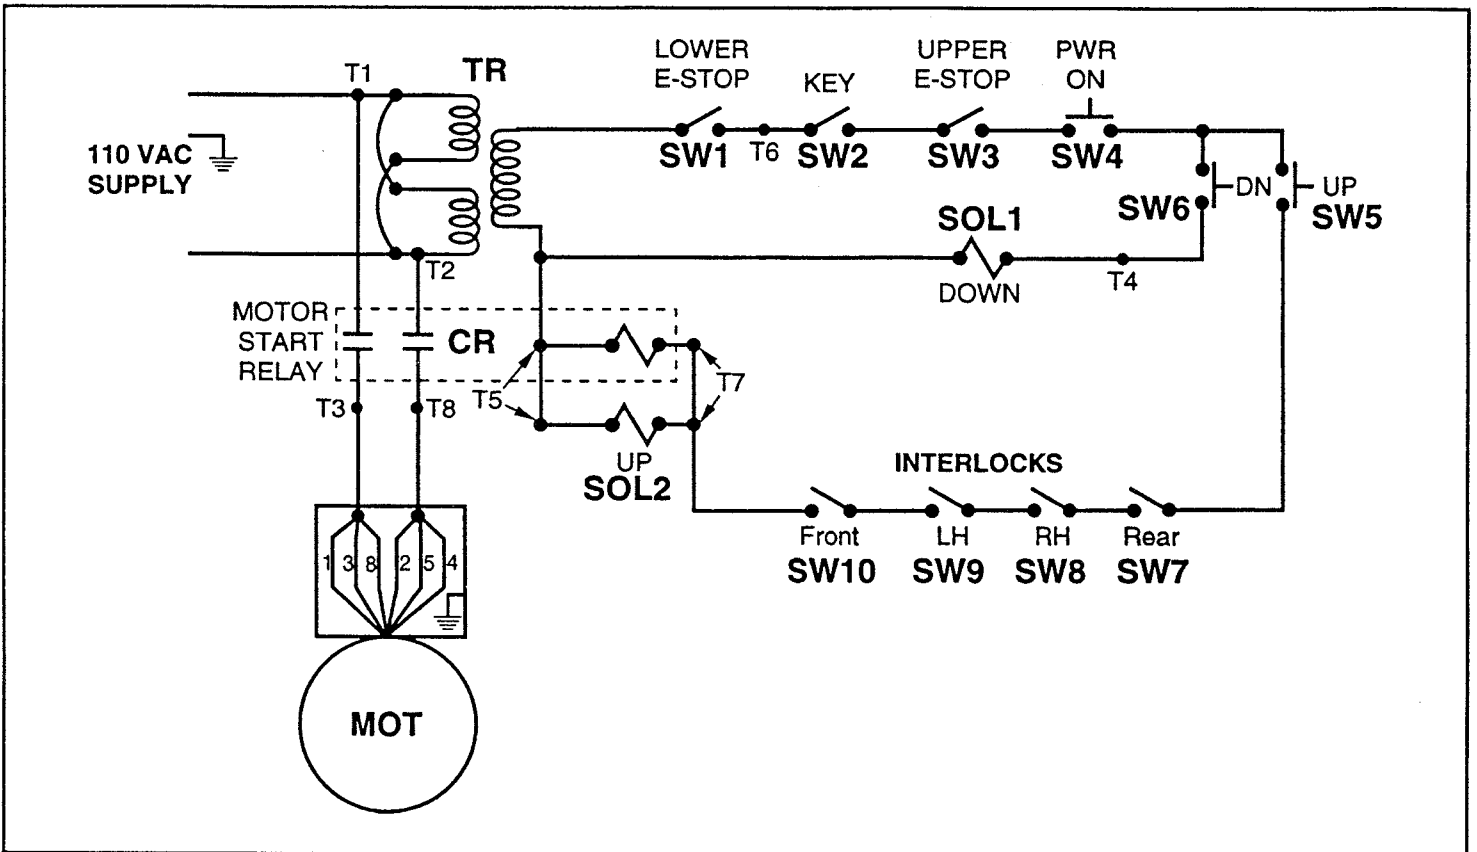 T1
TR
LOWER
E-STOP
KEY
UPPER
E-STOP
PWR
ON
110 VAC
SUPPLY
SW1
T6
SW2
SW3
SW4
SW6
DN
UP
SW5
SOL1
DOWN
T4
T2
MOTOR
START
RELAY
CR
T3
T8
T5
T7
UP
SOL2
INTERLOCKS
Front
SW10
LH
SW9
RH
SW8
Rear
SW7
1 3 8 2 5 4
MOT